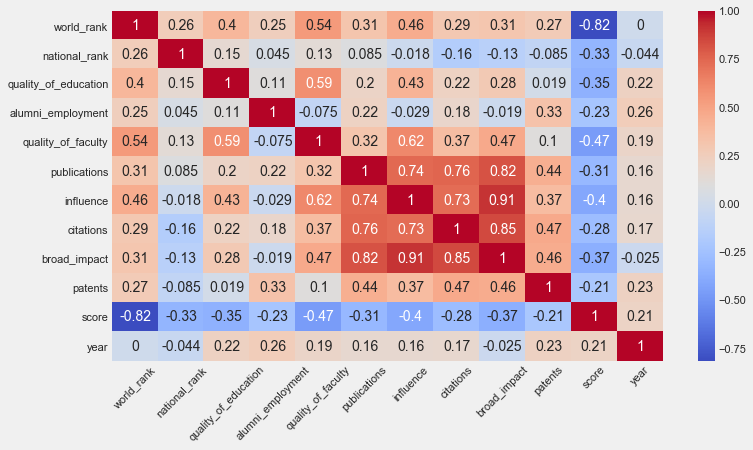 world_rank 1 0.26 0.4 0.25 0.54 0.31 0.46 0.29 0.31 0.27 -0.82 0
national_rank 0.26 1 0.15 0.045 0.13 0.085 -0.018 -0.16 -0.13 -0.085 -0.33 -0.044
quality_of_education 0.4 0.15 1 0.11 0.59 0.2 0.43 0.22 0.28 0.019 -0.35 0.22
alumni_employment 0.25 0.045 0.11 1 -0.075 0.22 -0.029 0.18 -0.019 0.33 -0.23 0.26
quality_of_faculty 0.54 0.13 0.59 -0.075 1 0.32 0.62 0.37 0.47 0.1 -0.47 0.19
publications 0.31 0.085 0.2 0.22 0.32 1 0.74 0.76 0.82 0.44 -0.31 0.16
influence 0.46 -0.018 0.43 -0.029 0.62 0.74 1 0.73 0.91 0.37 -0.4 0.16
citations 0.29 -0.16 0.22 0.18 0.37 0.76 0.73 1 0.85 0.47 -0.28 0.17
broad_impact 0.31 -0.13 0.28 -0.019 0.47 0.82 0.91 0.85 1 0.46 -0.37 -0.025
patents 0.27 -0.085 0.019 0.33 0.1 0.44 0.37 0.47 0.46 1 -0.21 0.23
score -0.82 -0.33 -0.35 -0.23 -0.47 -0.31 -0.4 -0.28 -0.37 -0.21 1 0.21
year 0 -0.044 0.22 0.26 0.19 0.16 0.16 0.17 -0.025 0.23 0.21 1
world_rank national_rank quality_of_education alumni_employment quality_of_faculty publications influence citations broad_impact patents score year
1.00
0.75
0.50
0.25
0.00
-0.25
-0.50
-0.75